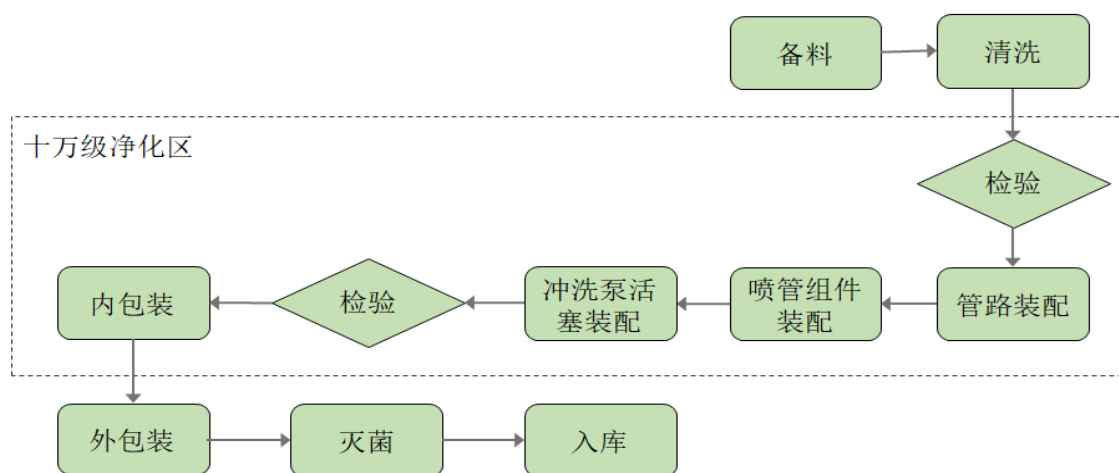 备料
清洗
十万级净化区
检验
管路装配
喷管组件
装配
冲洗泵活
塞装配
检验
内包装
外包装
灭菌
入库